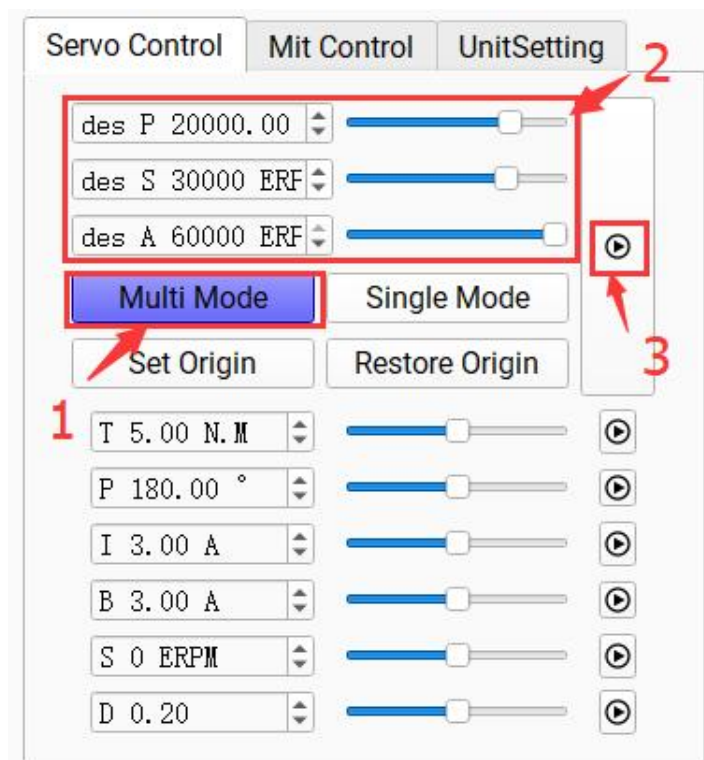 Servo Control Mit Control UnitSetting
2
des P 20000.00
des S 30000 ERF
des A 60000 ERF
Multi Mode Single Mode
3
Set Origin Restore Origin
1
T 5.00 N.M
P 180.00 °
I 3.00 A
B 3.00 A
S 0 ERPM
D 0.20